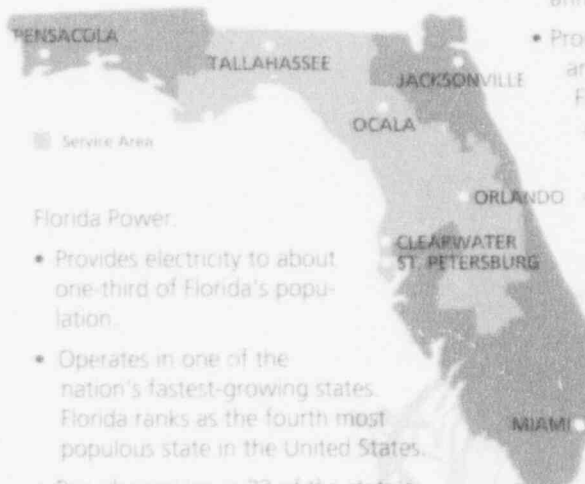 PENSACOLA
TALLAHASSEE
JACKSONVILLE
OCALA
Service Area
ORLANDO
Florida Power:
CLEARWATER
ST. PETERSBURG
• Provides electricity to about
one-third of Florida's popu-
lation.
• Operates in one of the
nation's fastest-growing states.
Florida ranks as the fourth most
populous state in the United States.
MIAMI